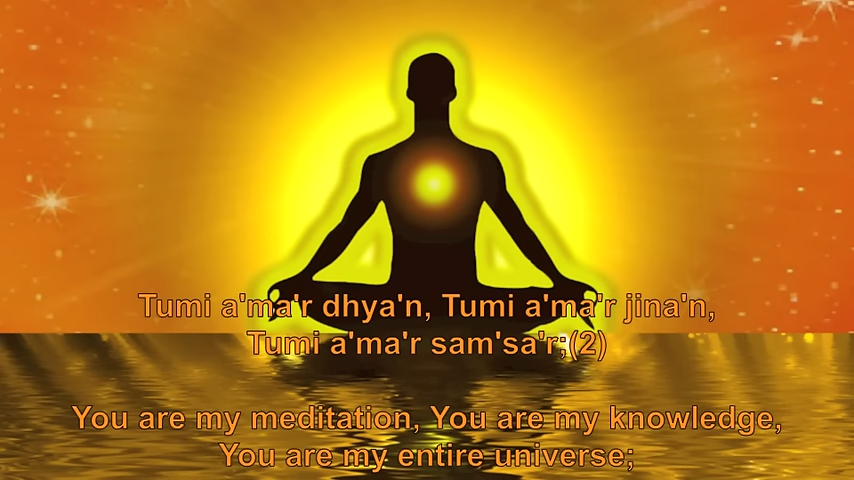 Tumi a'ma'r dhya'n, Tumi a'ma'r jina'n,
Tumi a'ma'r sam'sa'r;(2)
You are my meditation, You are my knowledge,
You are my entire universe;